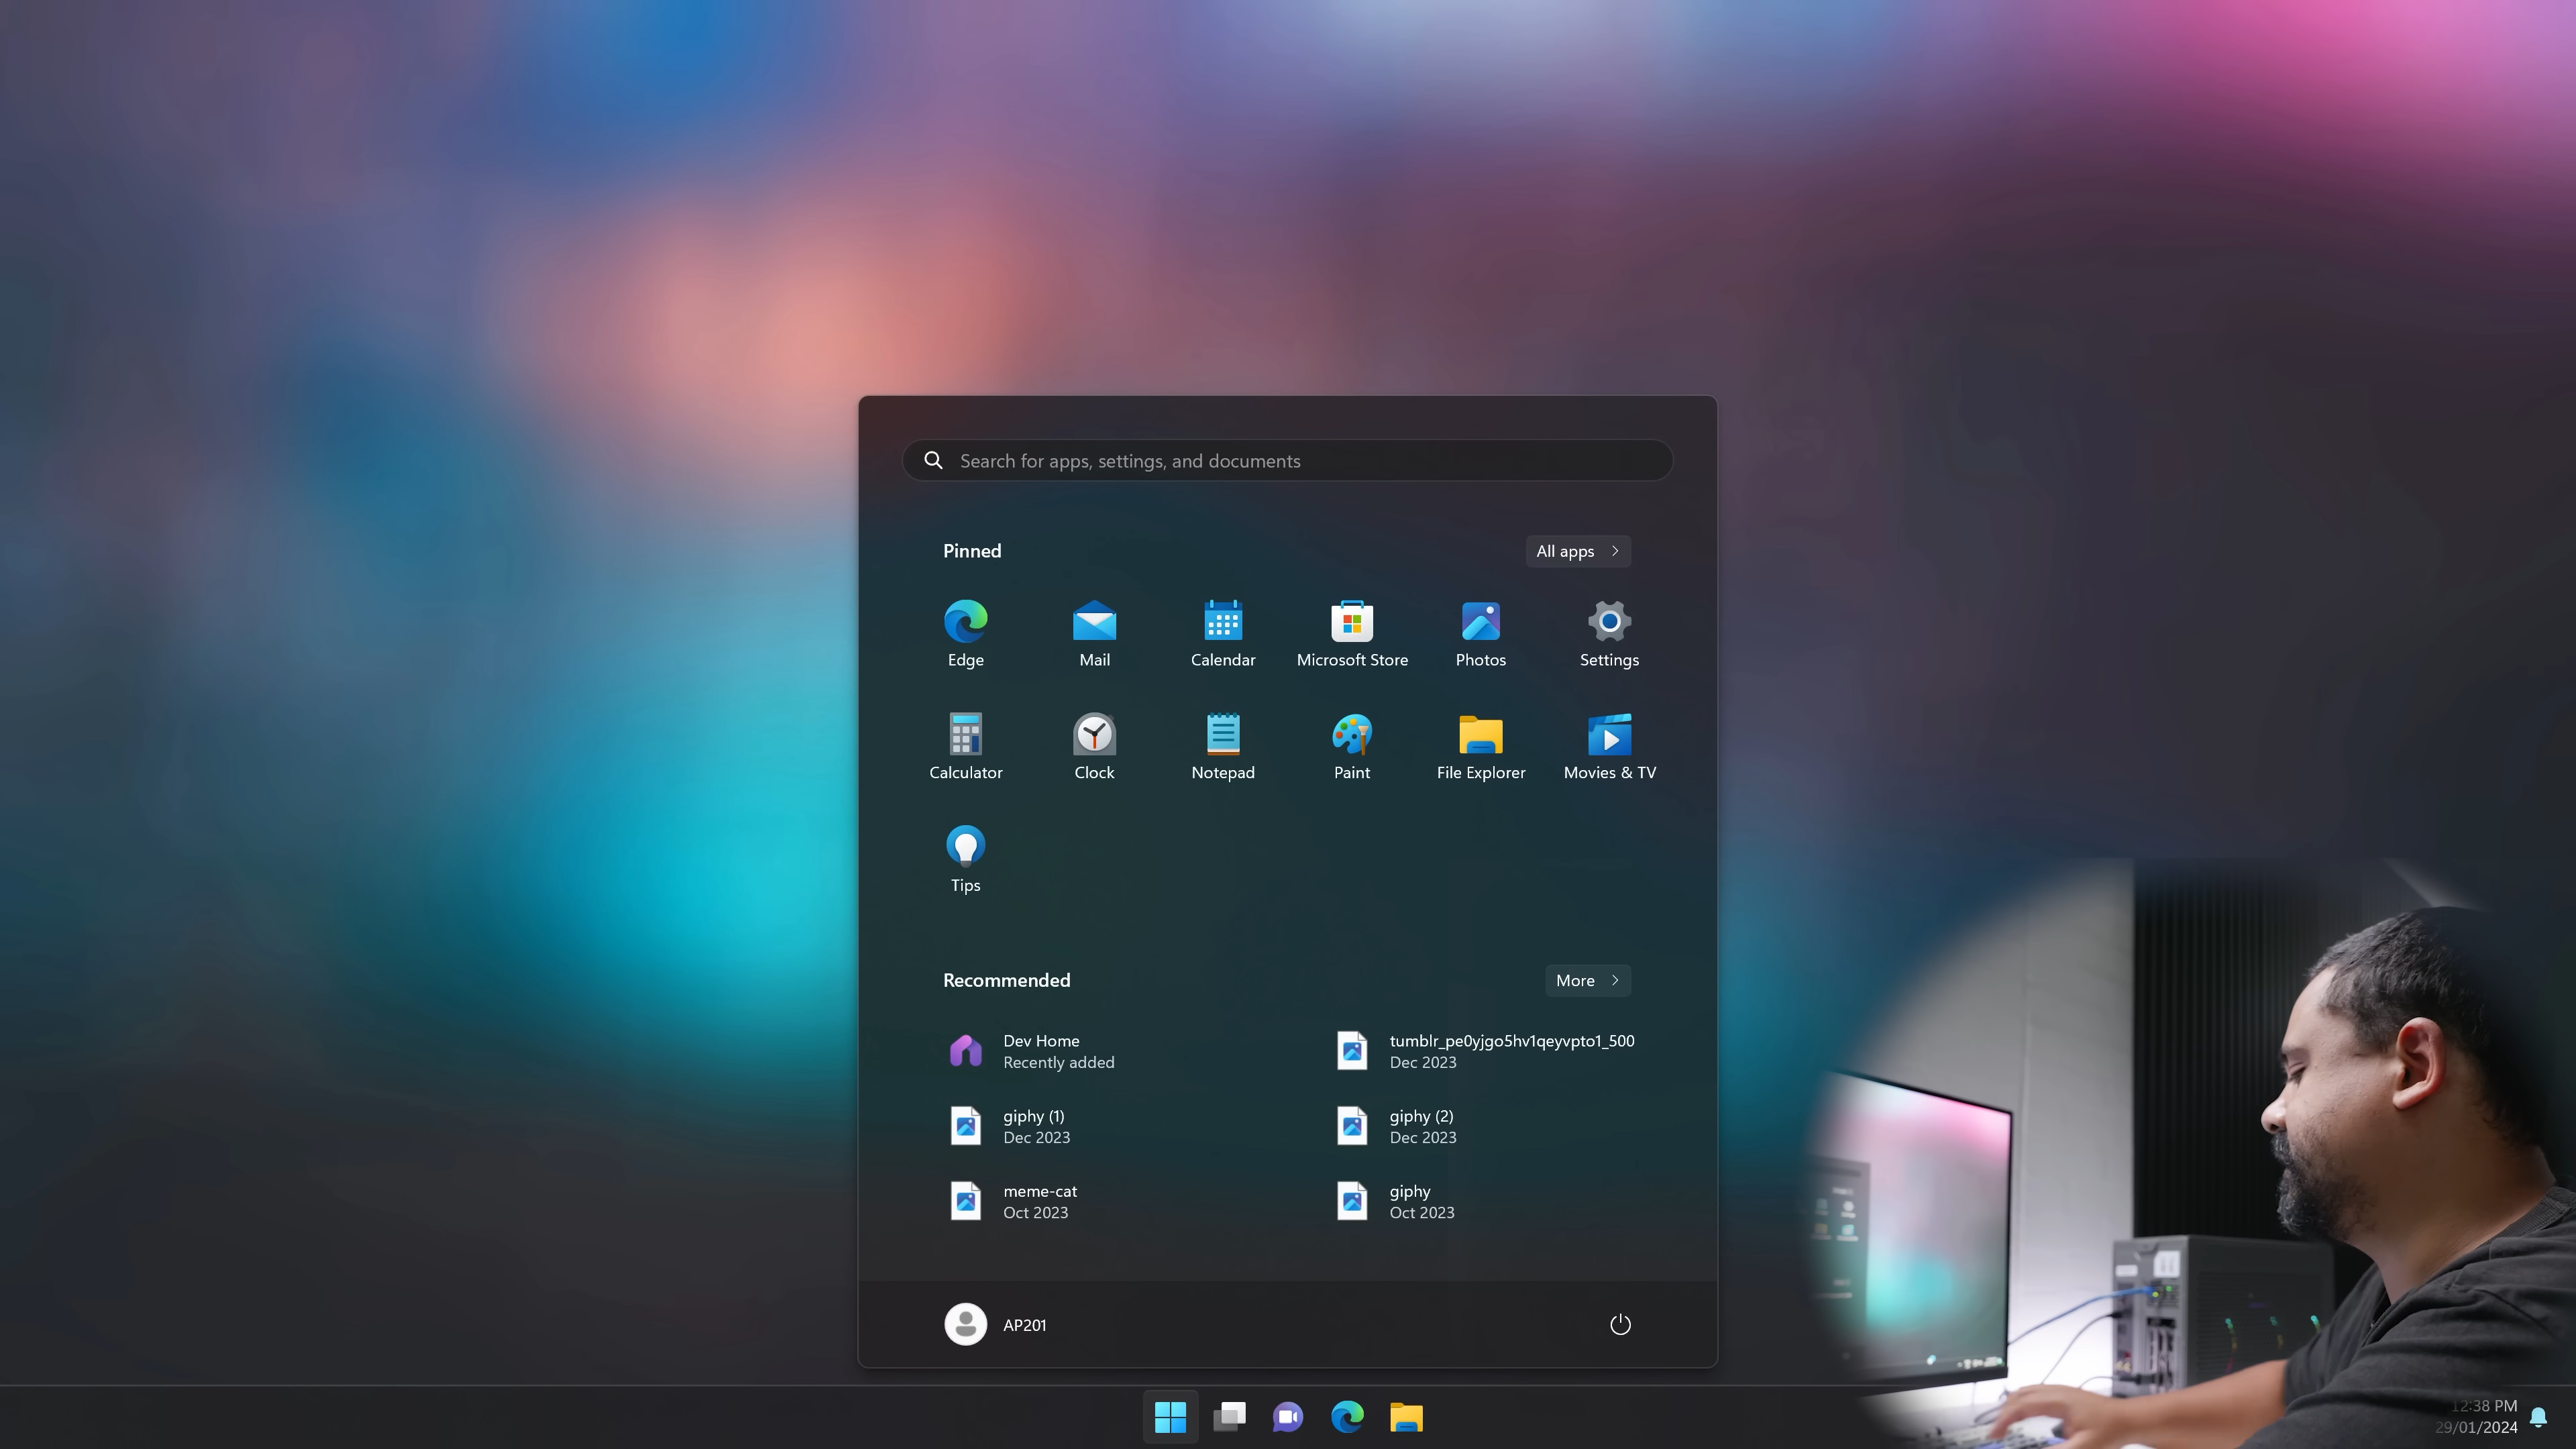 Search for apps, settings, and documents
Pinned
All apps
Edge
Mail
Calendar
Microsoft Store
Photos
Settings
Calculator
Clock
Notepad
Paint
File Explorer
Movies & TV
Tips
Recommended
More
Dev Home
Recently added
tumblr_pe0yjgo5hv1qeyvpto1_500
Dec 2023
giphy (1)
Dec 2023
giphy (2)
Dec 2023
meme-cat
Oct 2023
giphy
Oct 2023
AP201
12:38 PM
29/01/2024